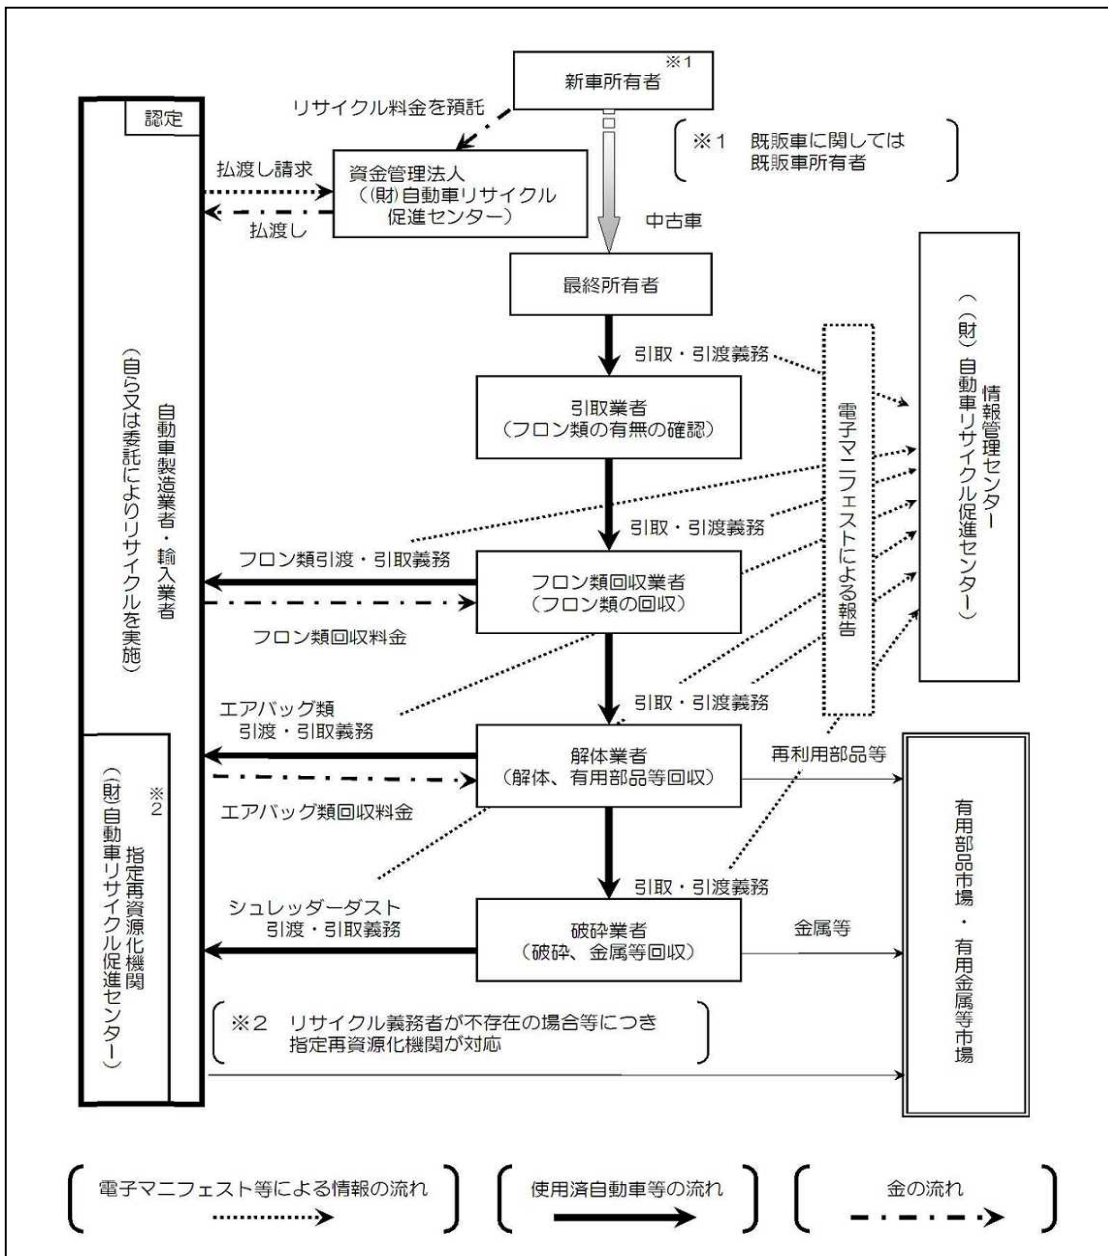 新車所有者※1
認定
リサイクル料金を預託
※1 既販車に関しては
既販車所有者
払渡し請求
資金管理法人
((財)自動車リサイクル
促進センター)
払渡し
中古車
最終所有者
引取・引渡義務
引取業者
(フロン類の有無の確認)
電子マニフェストによる報告
情報管理センター
((財)自動車リサイクル促進センター)
自動車製造業者・輸入業者
(自ら又は委託によりリサイクルを実施)
引取・引渡義務
フロン類引渡・引取義務
フロン類回収業者
(フロン類の回収)
フロン類回収料金
引取・引渡義務
エアバッグ類
引渡・引取義務
解体業者
(解体、有用部品等回収)
再利用部品等
エアバッグ類回収料金
※2
指定再資源化機関
((財)自動車リサイクル促進センター)
有用部品市場・有用金属等市場
引取・引渡義務
シュレッダーダスト
引渡・引取義務
破砕業者
(破砕、金属等回収)
金属等
※2 リサイクル義務者が不存在の場合等につき
指定再資源化機関が対応
電子マニフェスト等による情報の流れ
使用済自動車等の流れ
金の流れ